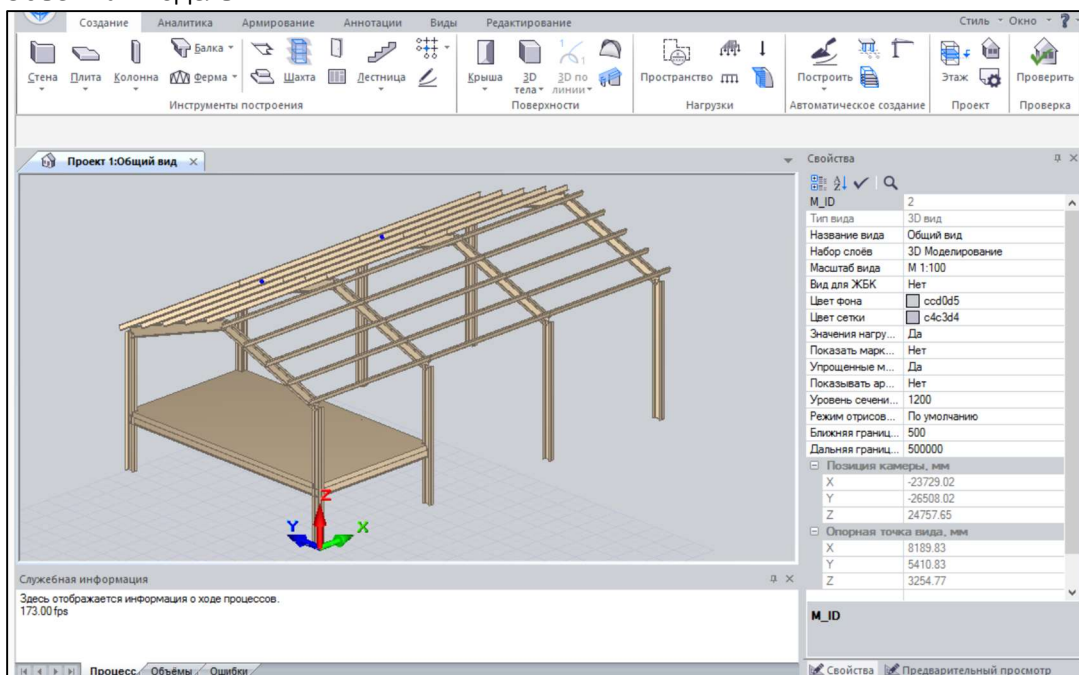 Создание Аналитика Армирование Аннотации Виды Редактирование Стиль Окно ?
Балка
Стена Плита Колонна Ферма Шахта Лестница Крыша 3D тела 3D по линии Пространство Построить Этаж Проверить
Инструменты построения Поверхности Нагрузки Автоматическое создание Проект Проверка
Проект 1:Общий вид
Свойства
M_ID 2
Тип вида 3D вид
Название вида Общий вид
Набор слоёв 3D Моделирование
Масштаб вида М 1:100
Вид для ЖБК Нет
Цвет фона ccd0d5
Цвет сетки c4c3d4
Значения нагру... Да
Показать марк... Нет
Упрощенные м... Да
Показывать ар... Нет
Уровень сечени... 1200
Режим отрисов... По умолчанию
Ближняя границ... 500
Дальняя границ... 500000
Позиция камеры, мм
X -23729.02
Y -26508.02
Z 24757.65
Опорная точка вида, мм
X 8189.83
Y 5410.83
Z 3254.77
Z
Y X
Служебная информация
Здесь отображается информация о ходе процессов.
173.00 fps
M_ID
Процесс Объёмы Ошибки
Свойства Предварительный просмотр